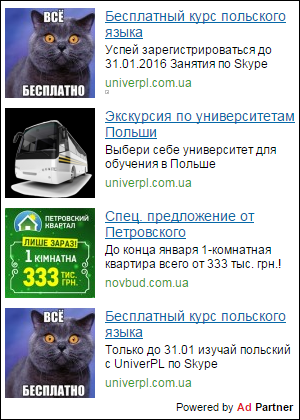 ВСЁ
БЕСПЛАТНО
Бесплатный курс польского
языка
Успей зарегистрироваться до
31.01.2016 Занятия по Skype
univerpl.com.ua
Экскурсия по университетам
Польши
Выбери себе университет для
обучения в Польше
univerpl.com.ua
ПЕТРОВСКИЙ
КВАРТАЛ
ЛИШЕ ЗАРАЗ!
1 КІМНАТНА
333 ТИС. ГРН.
Спец. предложение от
Петровского
До конца января 1-комнатная
квартира всего от 333 тыс. грн.!
novbud.com.ua
ВСЁ
БЕСПЛАТНО
Бесплатный курс польского
языка
Только до 31.01 изучай польский
с UniverPL по Skype
univerpl.com.ua
Powered by Ad Partner